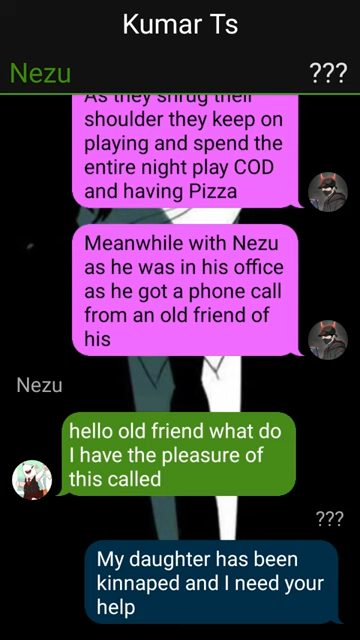 Kumar Ts
Nezu
???
As they shrug their
shoulder they keep on
playing and spend the
entire night play COD
and having Pizza
Meanwhile with Nezu
as he was in his office
as he got a phone call
from an old friend of
his
Nezu
hello old friend what do
I have the pleasure of
this called
???
My daughter has been
kinnaped and I need your
help